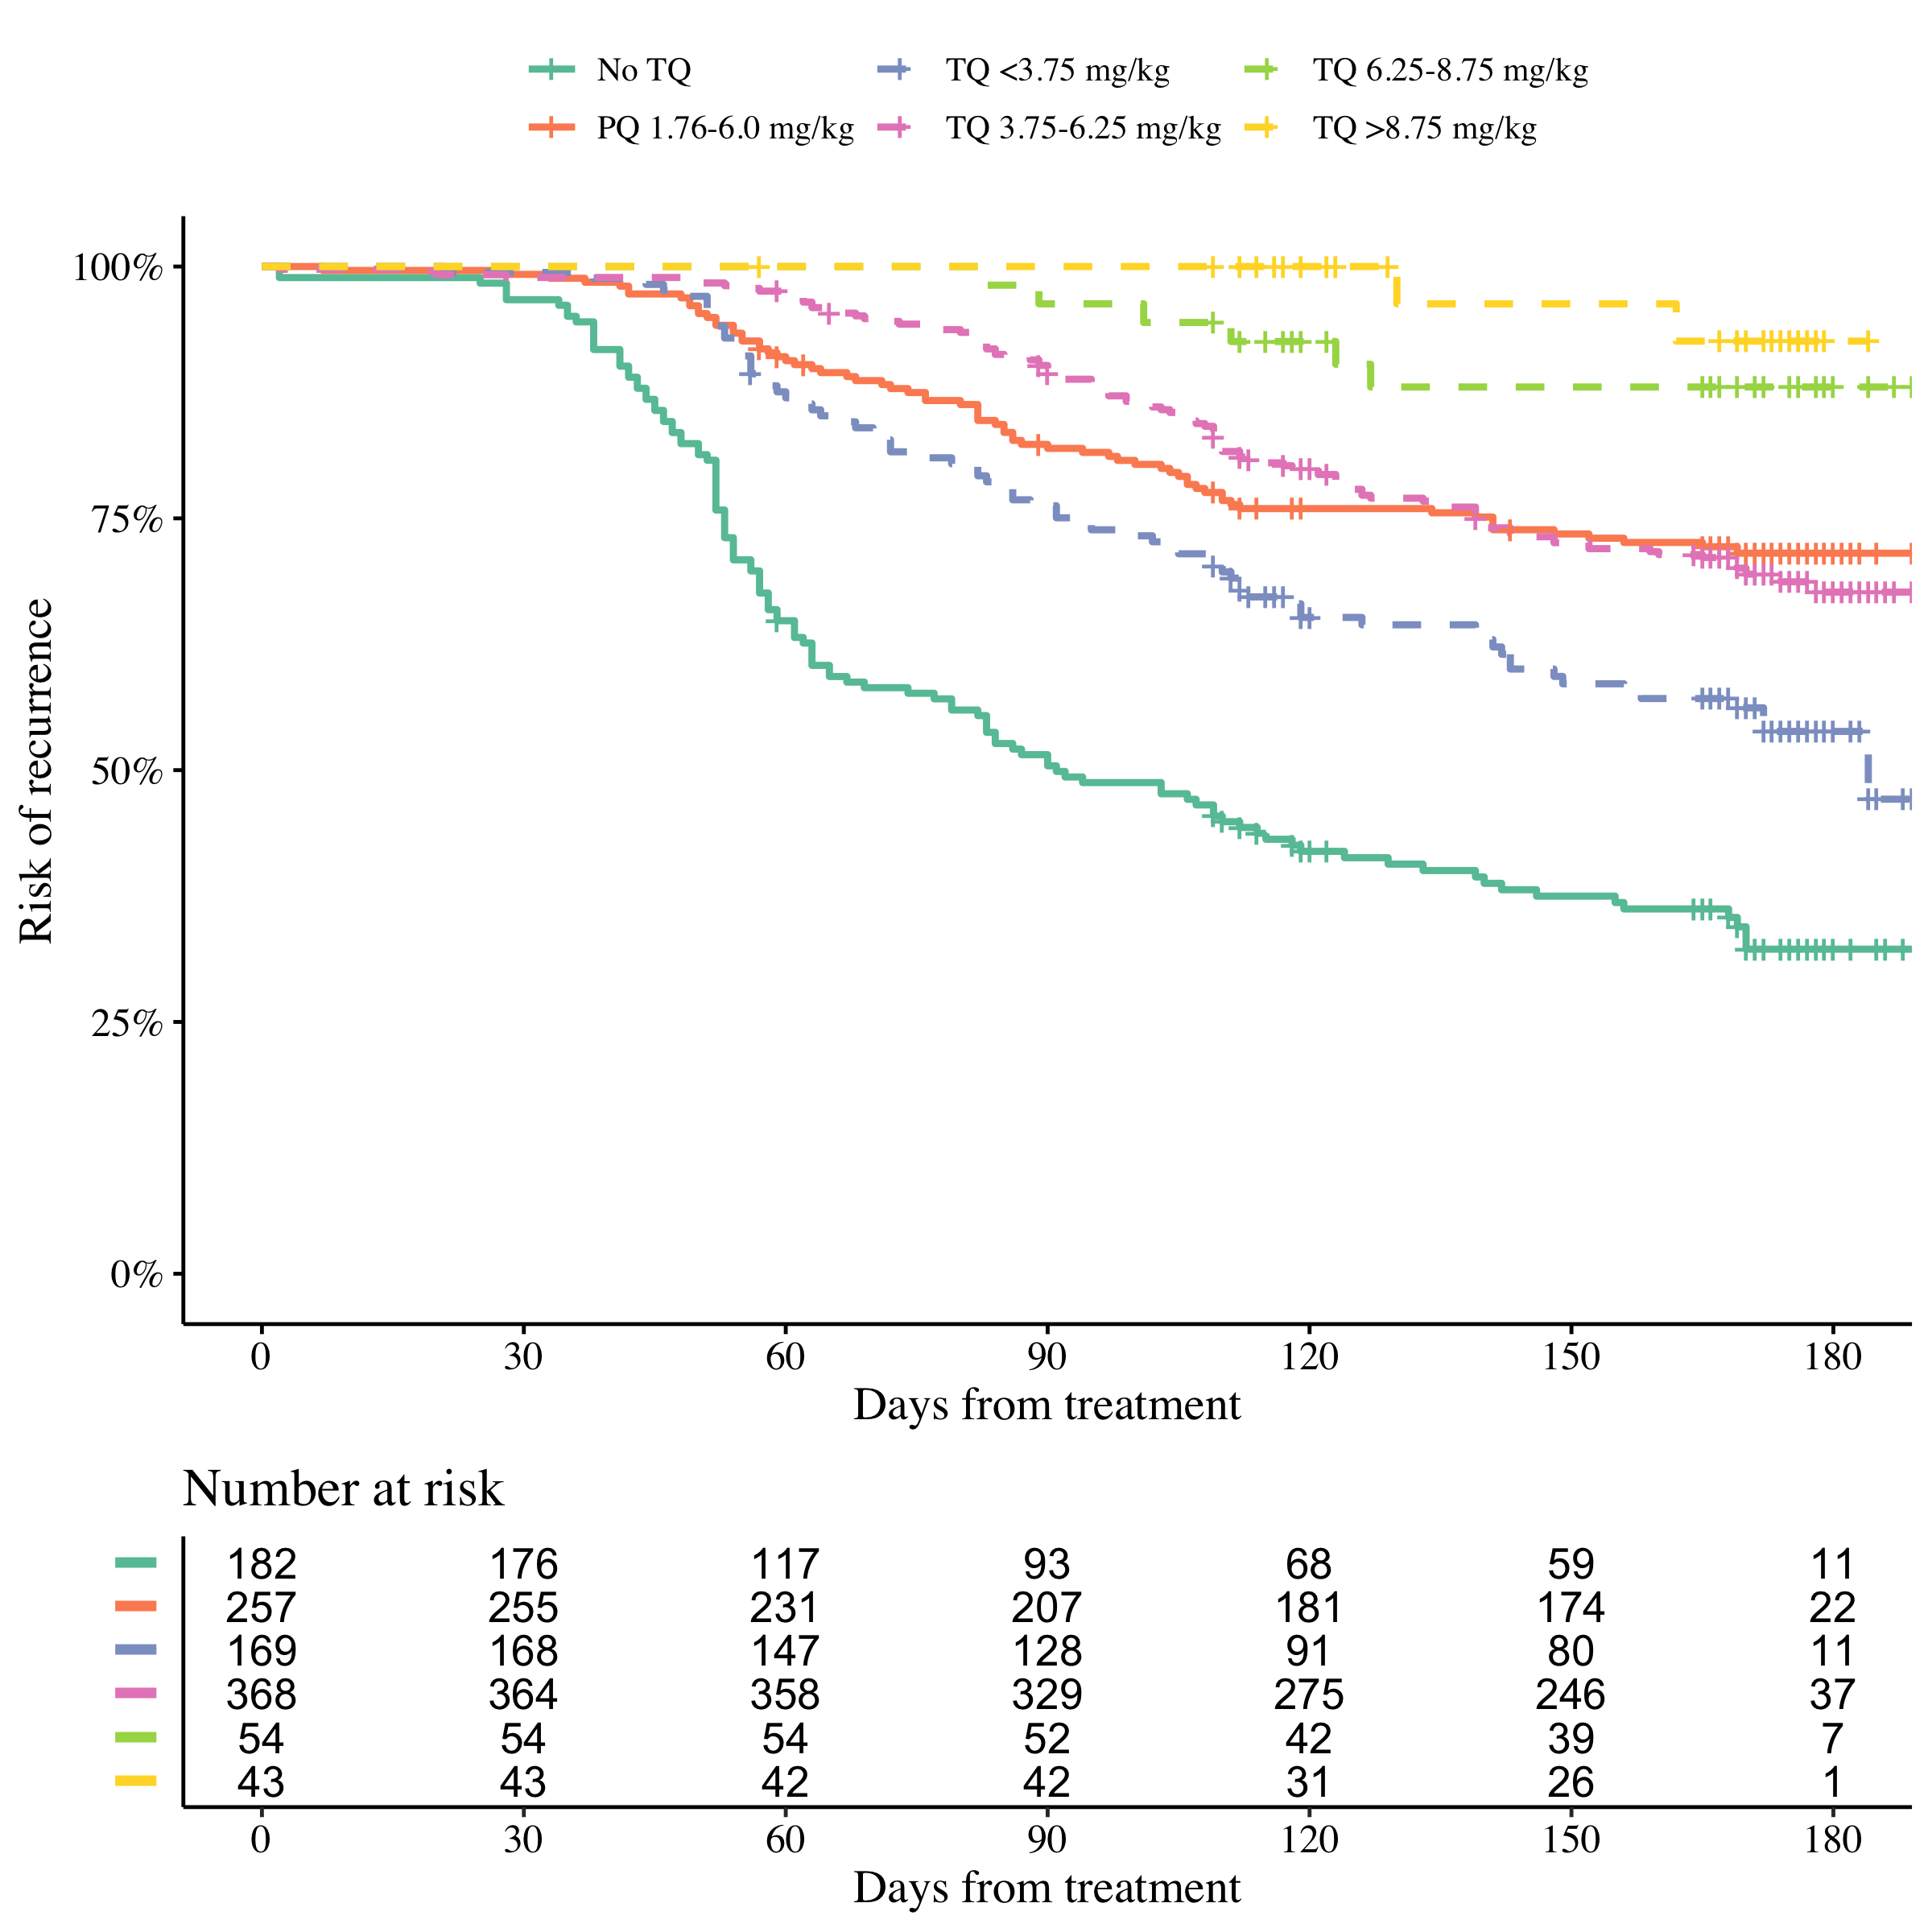 No TQ TQ <3.75 mg/kg TQ 6.25-8.75 mg/kg
PQ 1.76-6.0 mg/kg TQ 3.75-6.25 mg/kg TQ >8.75 mg/kg
Risk of recurrence
100%
75%
50%
25%
0%
0 30 60 90 120 150 180
Days from treatment
Number at risk
182 176 117 93 68 59 11
257 255 231 207 181 174 22
169 168 147 128 91 80 11
368 364 358 329 275 246 37
54 54 54 52 42 39 7
43 43 42 42 31 26 1
0 30 60 90 120 150 180
Days from treatment